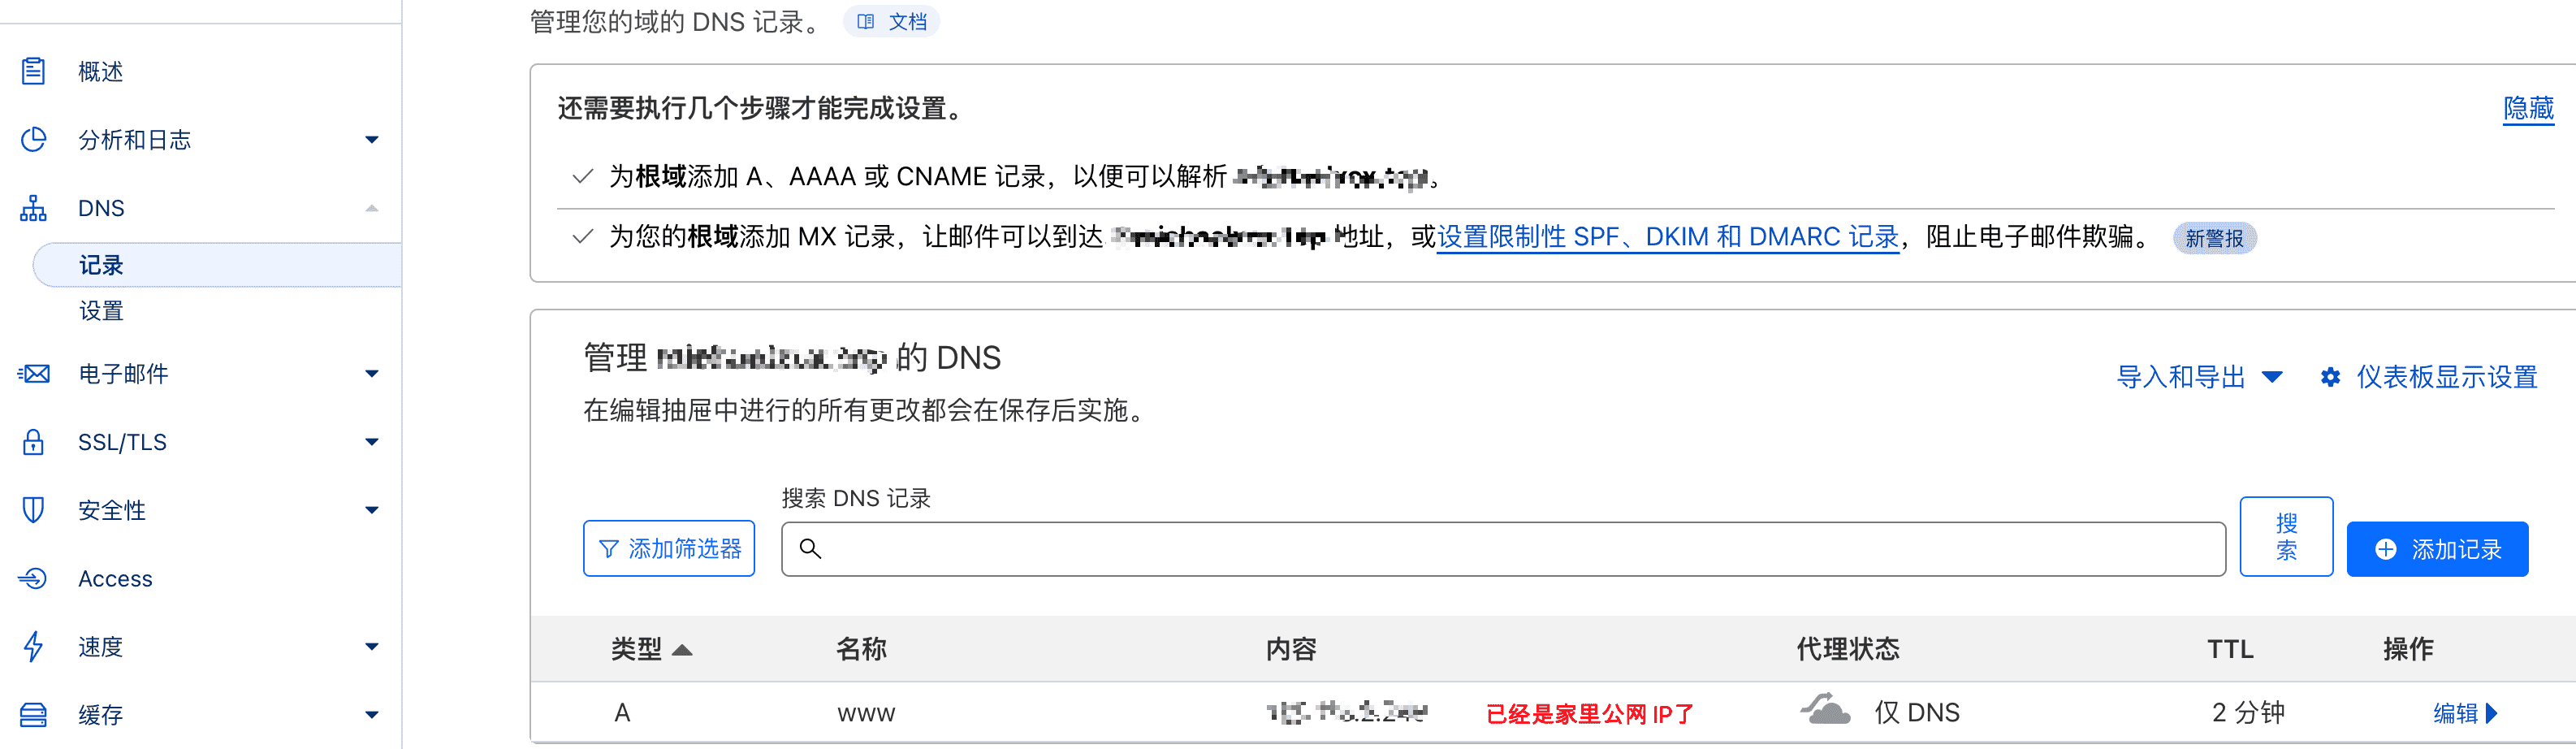 管理您的域的 DNS 记录。 文档
概述
分析和日志
DNS
记录
设置
电子邮件
SSL/TLS
安全性
Access
速度
缓存
还需要执行几个步骤才能完成设置。 隐藏
为根域添加 A、AAAA 或 CNAME 记录，以便可以解析 。
为您的根域添加 MX 记录，让邮件可以到达 地址，或设置限制性 SPF、DKIM 和 DMARC 记录，阻止电子邮件欺骗。 新警报
管理 的 DNS
导入和导出 仪表板显示设置
在编辑抽屉中进行的所有更改都会在保存后实施。
搜索 DNS 记录
添加筛选器
搜
索
添加记录
类型 名称 内容 代理状态 TTL 操作
A www 已经是家里公网 IP了 仅 DNS 2 分钟 编辑